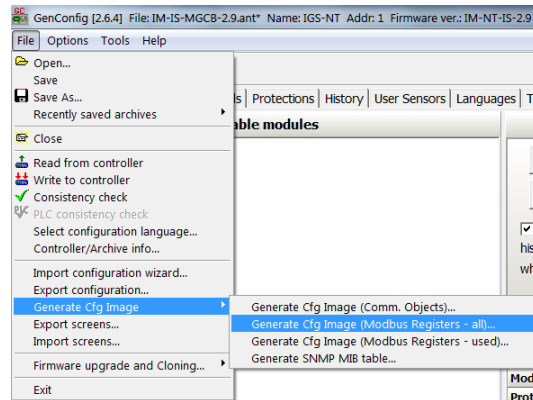 GenConfig [2.6.4] File: IM-IS-MGCB-2.9.ant* Name: IGS-NT Addr: 1 Firmware ver.: IM-NT-IS-2.9
File Options Tools Help
Open...
Save
Save As...
Recently saved archives
Close
Read from controller
Write to controller
Consistency check
PLC consistency check
Select configuration language...
Controller/Archive info...
Import configuration wizard...
Export configuration...
Generate Cfg Image
Export screens...
Import screens...
Firmware upgrade and Cloning...
Exit
ls Protections History User Sensors Languages T
able modules
his
wh
Generate Cfg Image (Comm. Objects)...
Generate Cfg Image (Modbus Registers - all)...
Generate Cfg Image (Modbus Registers - used)...
Generate SNMP MIB table...
Mod
Prot